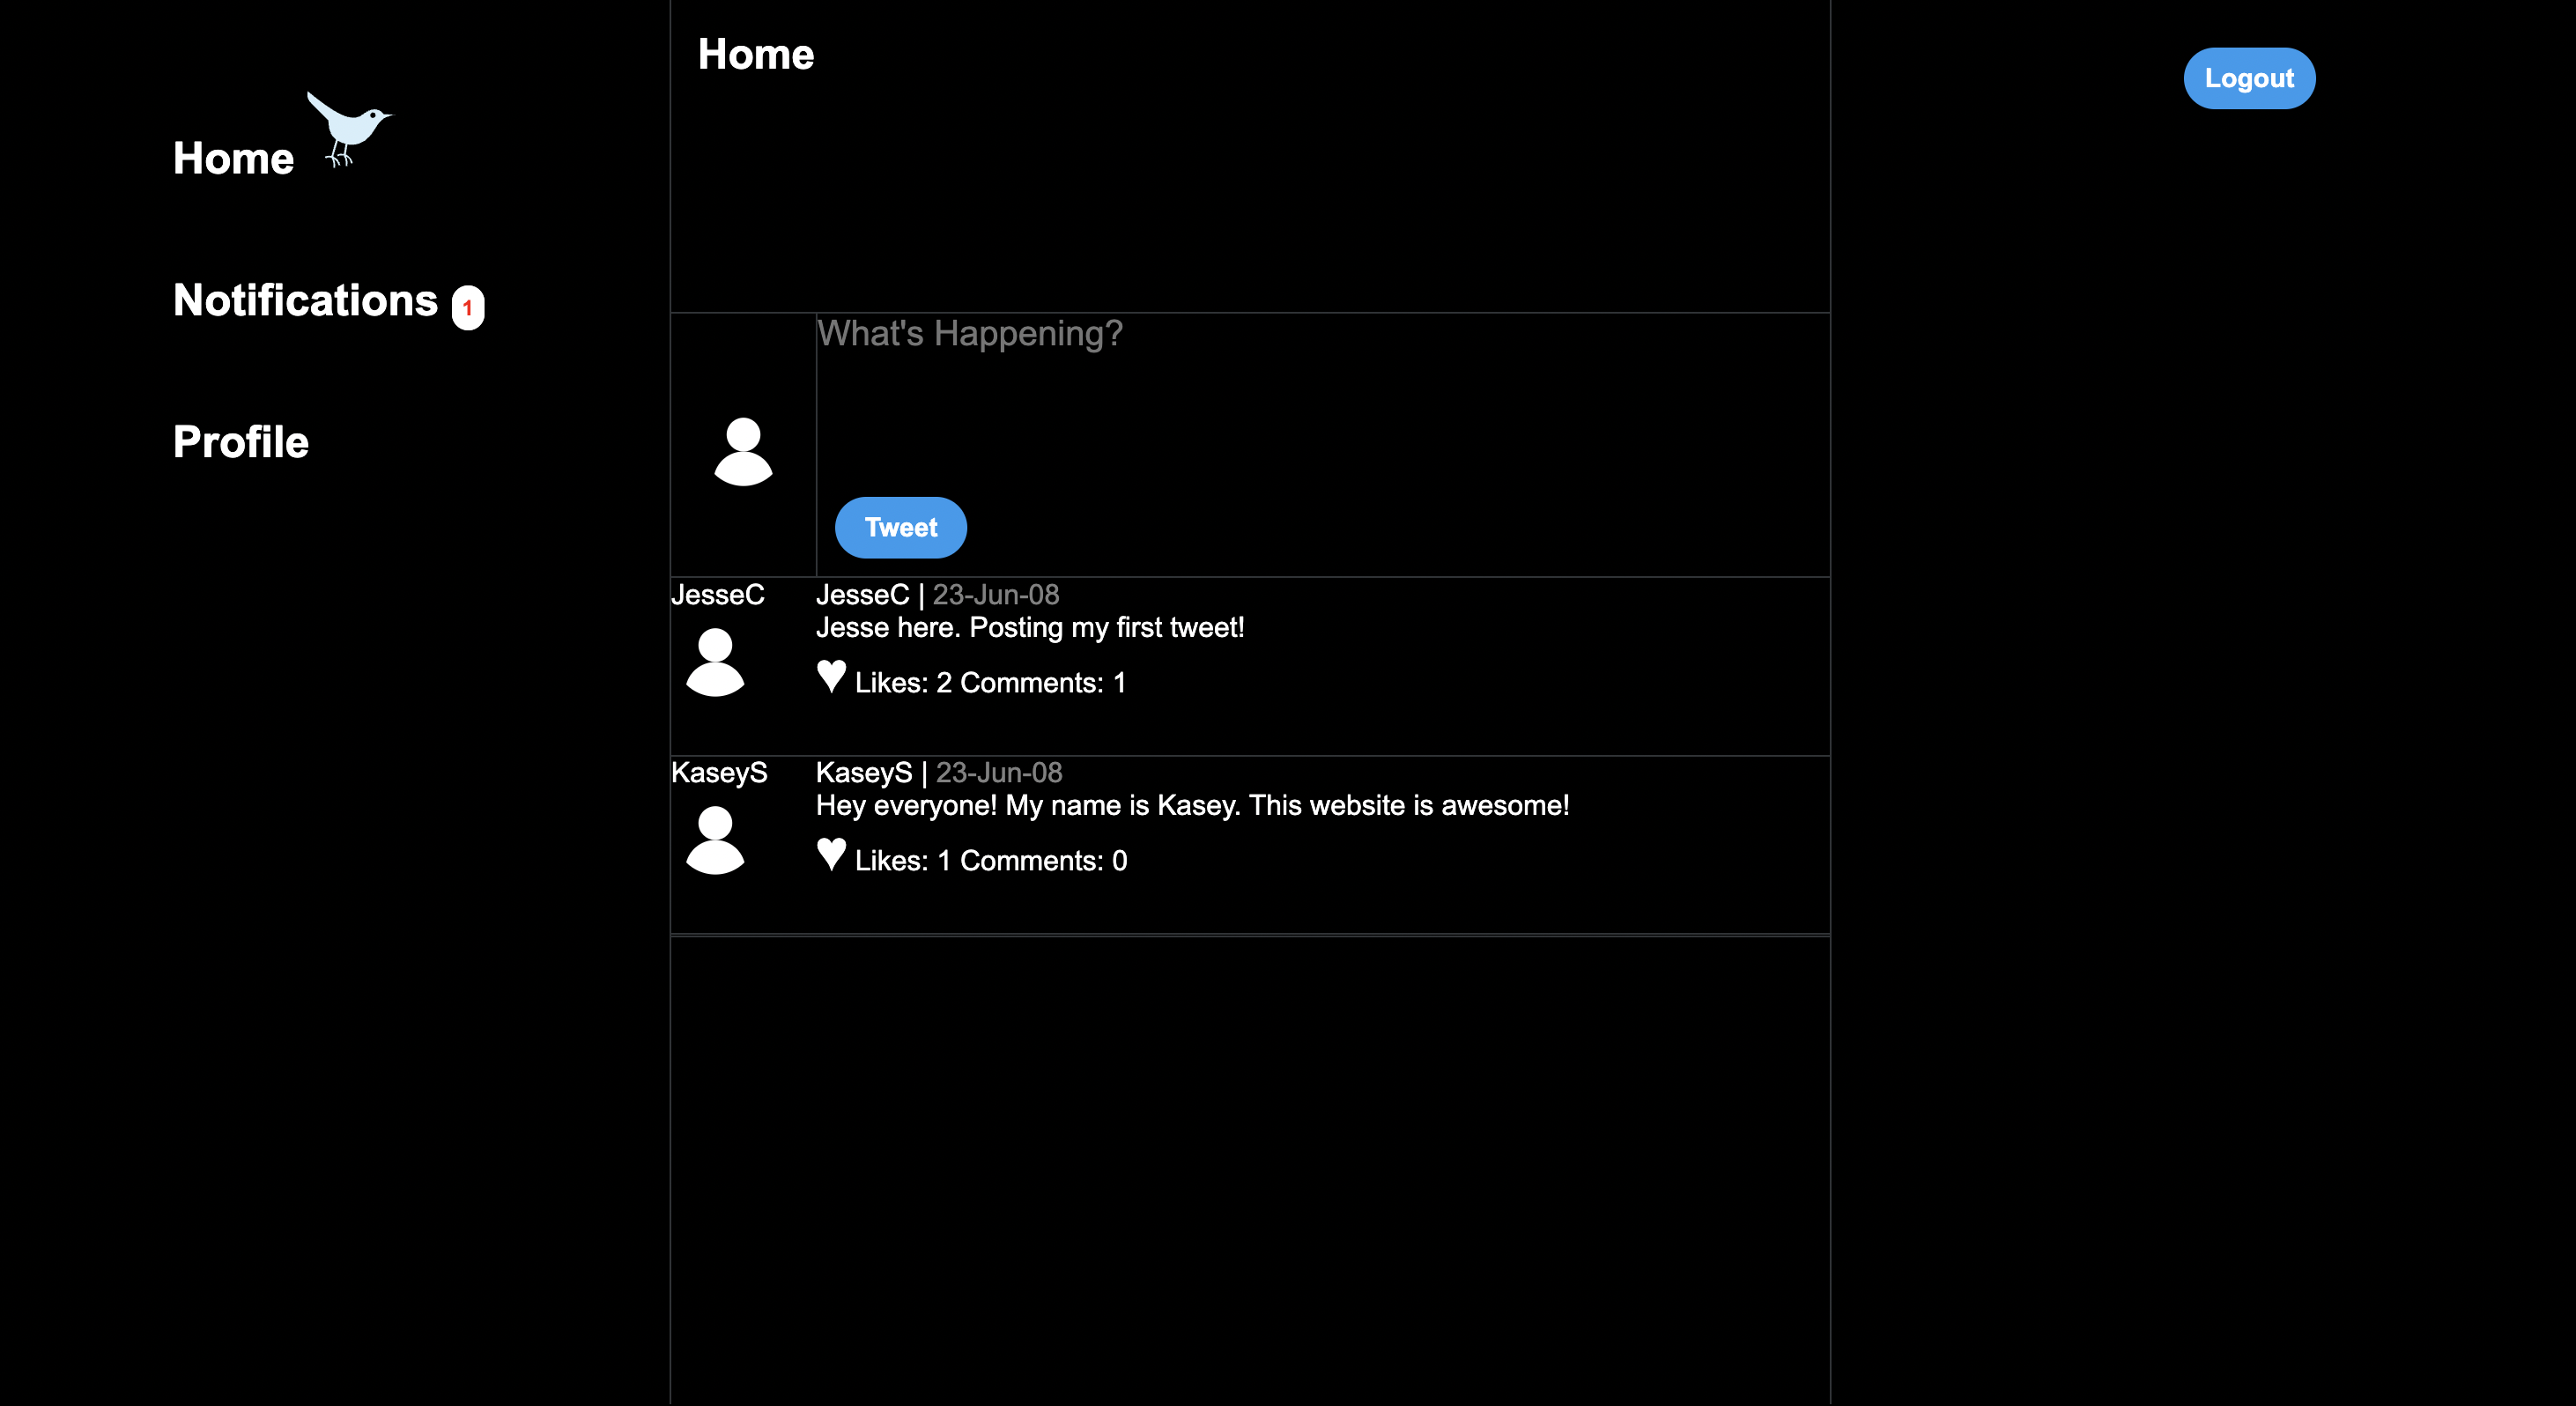 Home
Notifications 1
Profile
Home
Logout
What's Happening?
Tweet
JesseC
JesseC | 23-Jun-08
Jesse here. Posting my first tweet!
♥ Likes: 2 Comments: 1
KaseyS
KaseyS | 23-Jun-08
Hey everyone! My name is Kasey. This website is awesome!
♥ Likes: 1 Comments: 0